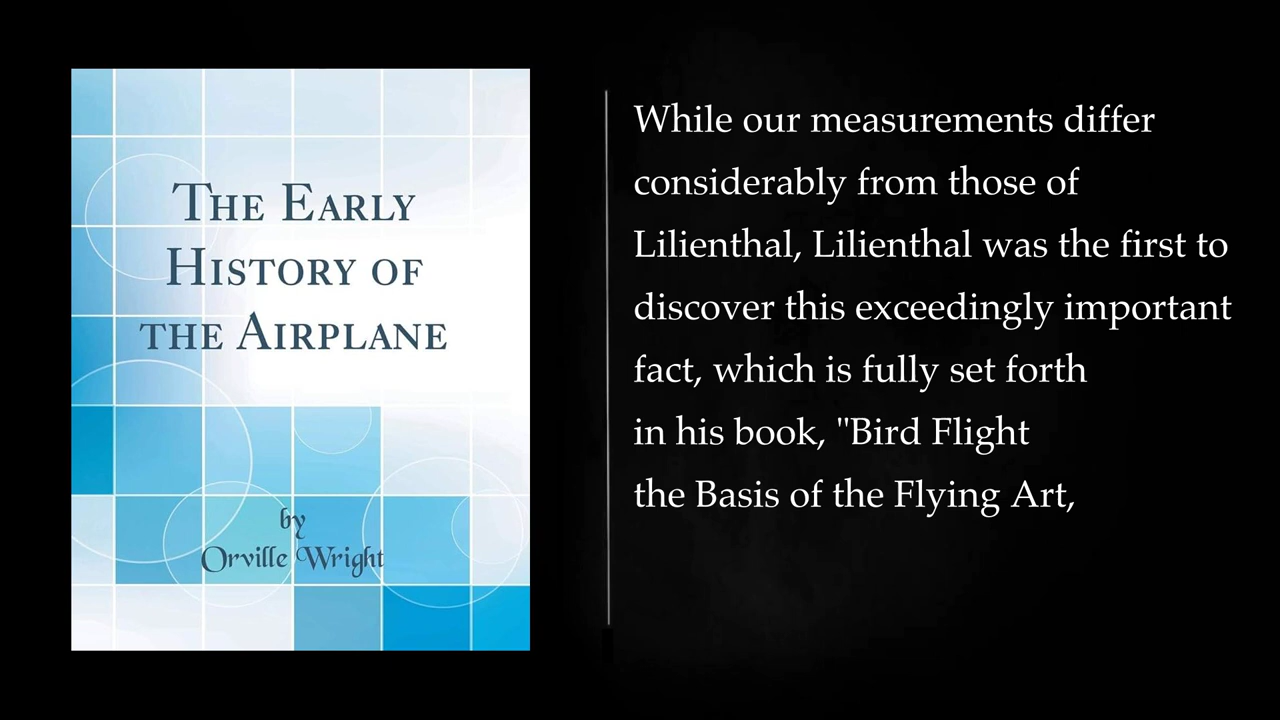 The Early
History of
the Airplane
by
Orville Wright
While our measurements differ
considerably from those of
Lilienthal, Lilienthal was the first to
discover this exceedingly important
fact, which is fully set forth
in his book, "Bird Flight
the Basis of the Flying Art,